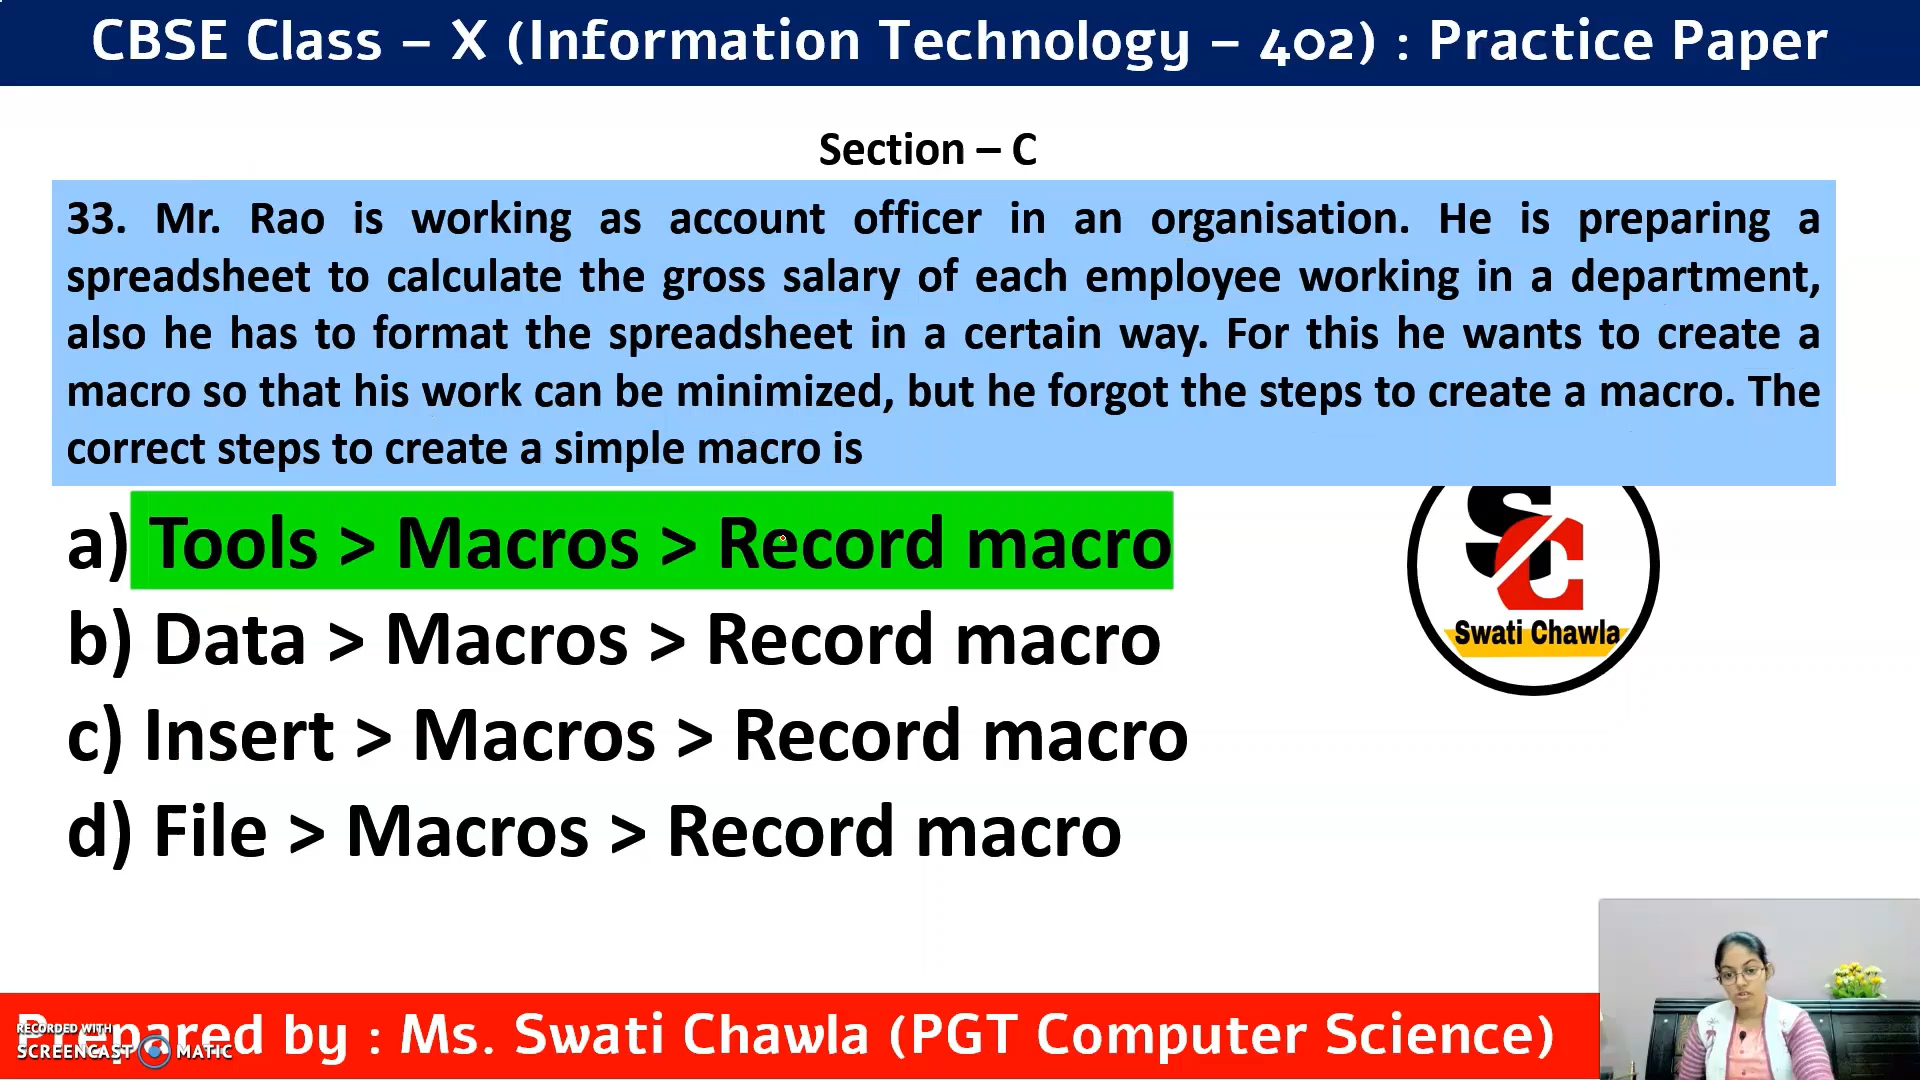 CBSE Class – X (Information Technology – 402) : Practice Paper
Section – C
33. Mr. Rao is working as account officer in an organisation. He is preparing a
spreadsheet to calculate the gross salary of each employee working in a department,
also he has to format the spreadsheet in a certain way. For this he wants to create a
macro so that his work can be minimized, but he forgot the steps to create a macro. The
correct steps to create a simple macro is
a) Tools > Macros > Record macro
b) Data > Macros > Record macro
c) Insert > Macros > Record macro
d) File > Macros > Record macro
SC
Swati Chawla
Prepared by : Ms. Swati Chawla (PGT Computer Science)
RECORDED WITH
SCREENCAST MATIC